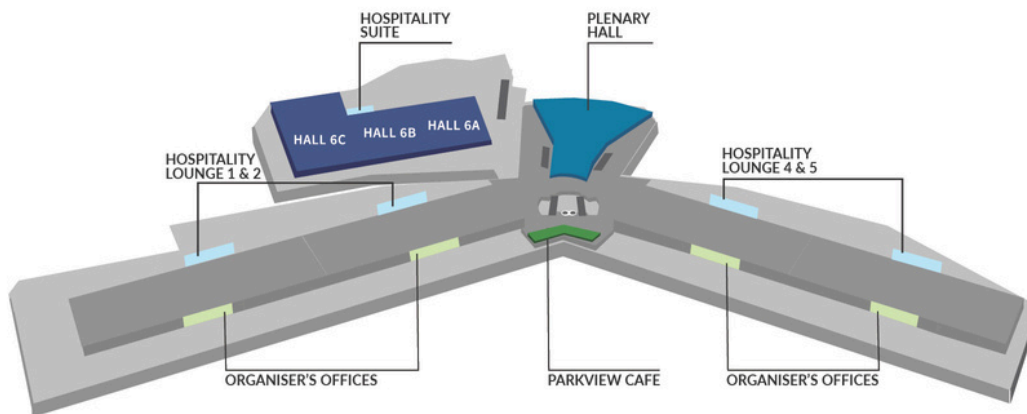 HOSPITALITY
SUITE
PLENARY
HALL
HALL 6C
HALL 6B
HALL 6A
HOSPITALITY
LOUNGE 1 & 2
HOSPITALITY
LOUNGE 4 & 5
ORGANISER'S OFFICES
PARKVIEW CAFE
ORGANISER'S OFFICES